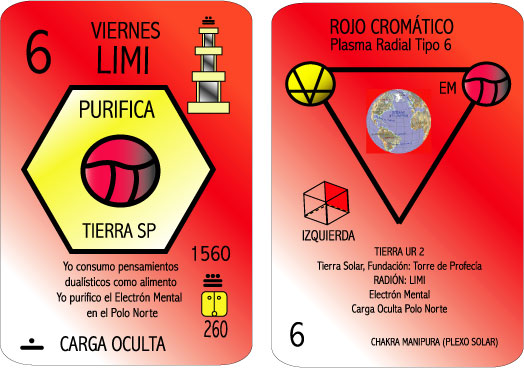 6
VIERNES
LIMI
PURIFICA
TIERRA SP
1560
Yo consumo pensamientos
dualísticos como alimento
Yo purifico el Electrón Mental
en el Polo Norte
260
CARGA OCULTA
ROJO CROMÁTICO
Plasma Radial Tipo 6
EM
IZQUIERDA
TIERRA UR 2
Tierra Solar, Fundación: Torre de Profecía
RADIÓN: LIMI
Electrón Mental
Carga Oculta Polo Norte
6
CHAKRA MANIPURA (PLEXO SOLAR)